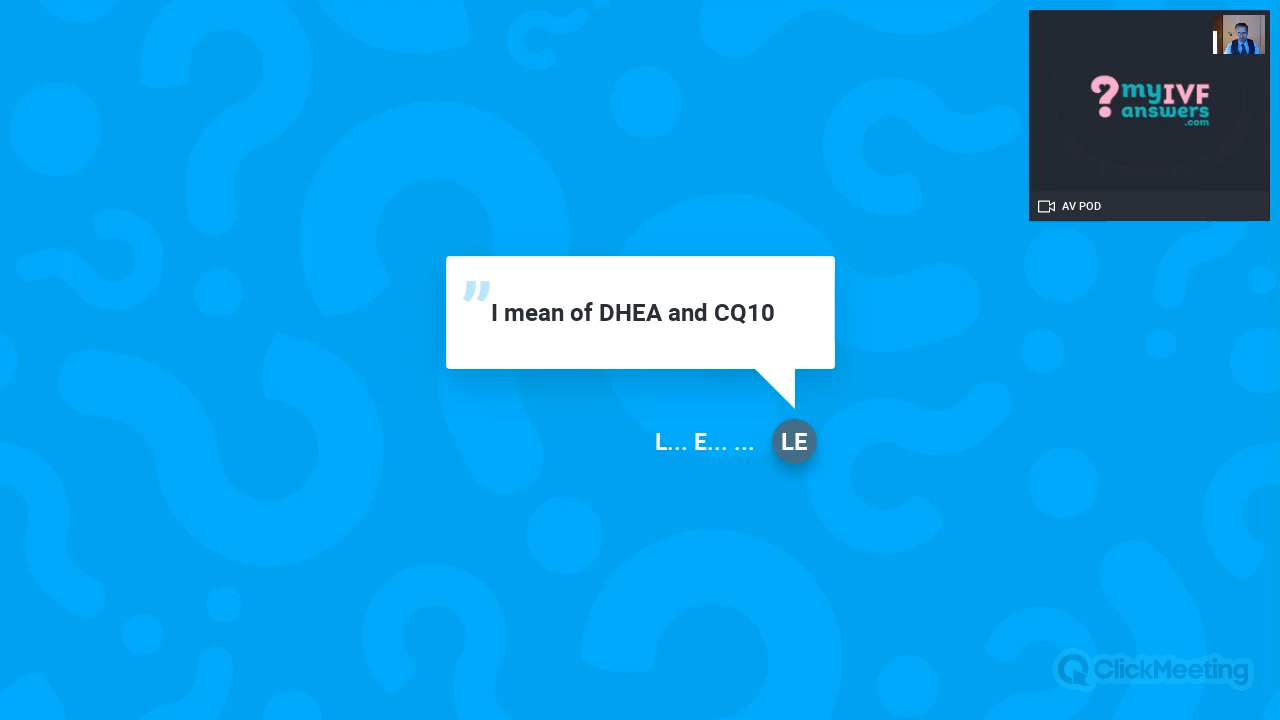 ?myIVF
answers
.com
AV POD
" I mean of DHEA and CQ10
L... E... ... LE
ClickMeeting